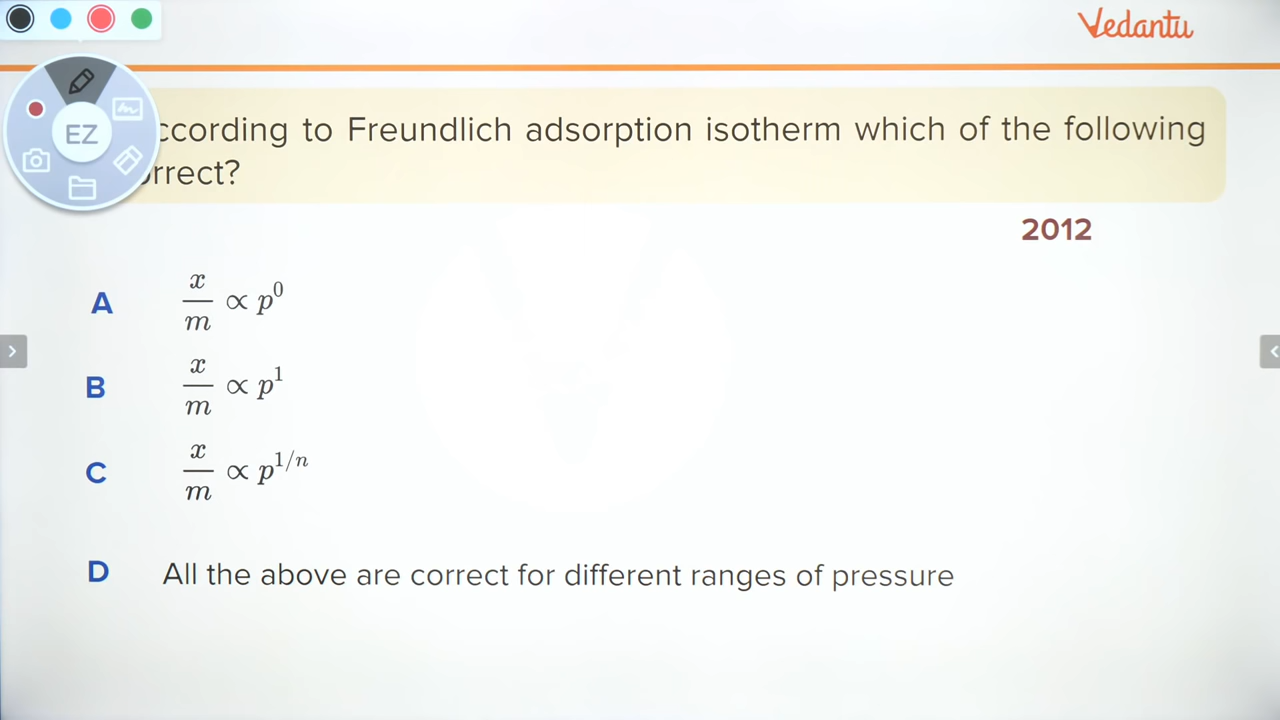 Vedantu
EZ
ccording to Freundlich adsorption isotherm which of the following
orrect?
2012
A x/m ∝ p^0
B x/m ∝ p^1
C x/m ∝ p^{1/n}
D All the above are correct for different ranges of pressure